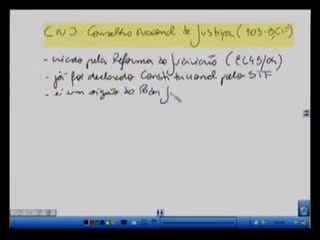 CNJ - Conselho Nacional de Justiça (103-B CF)
- criado pela Reforma do Judiciário (EC 45/04)
- já foi declarado Constitucional pelo STF
- é um órgão do Poder J